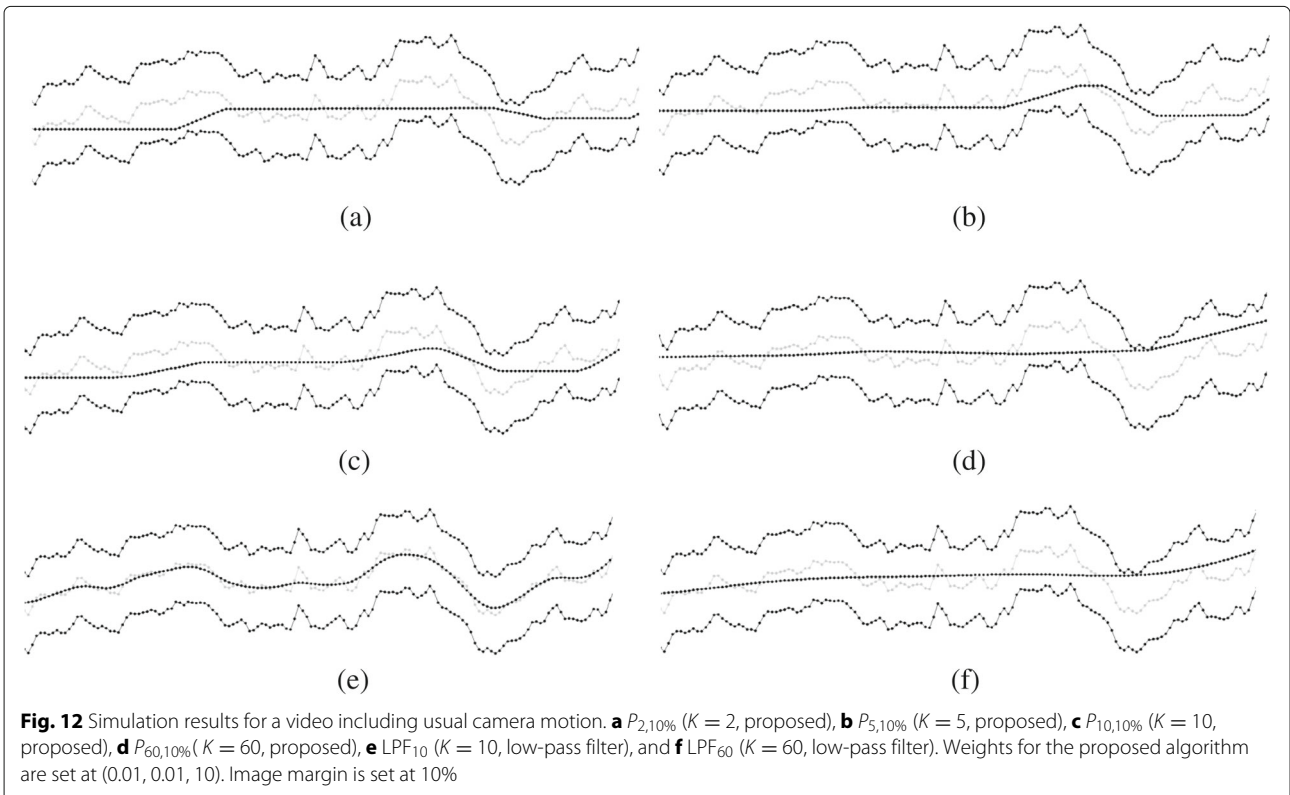 (a)
(b)
(c)
(d)
(e)
(f)
Fig. 12 Simulation results for a video including usual camera motion. a P2,10% (K = 2, proposed), b P5,10% (K = 5, proposed), c P10,10% (K = 10,
proposed), d P60,10%( K = 60, proposed), e LPF10 (K = 10, low-pass filter), and f LPF60 (K = 60, low-pass filter). Weights for the proposed algorithm
are set at (0.01, 0.01, 10). Image margin is set at 10%